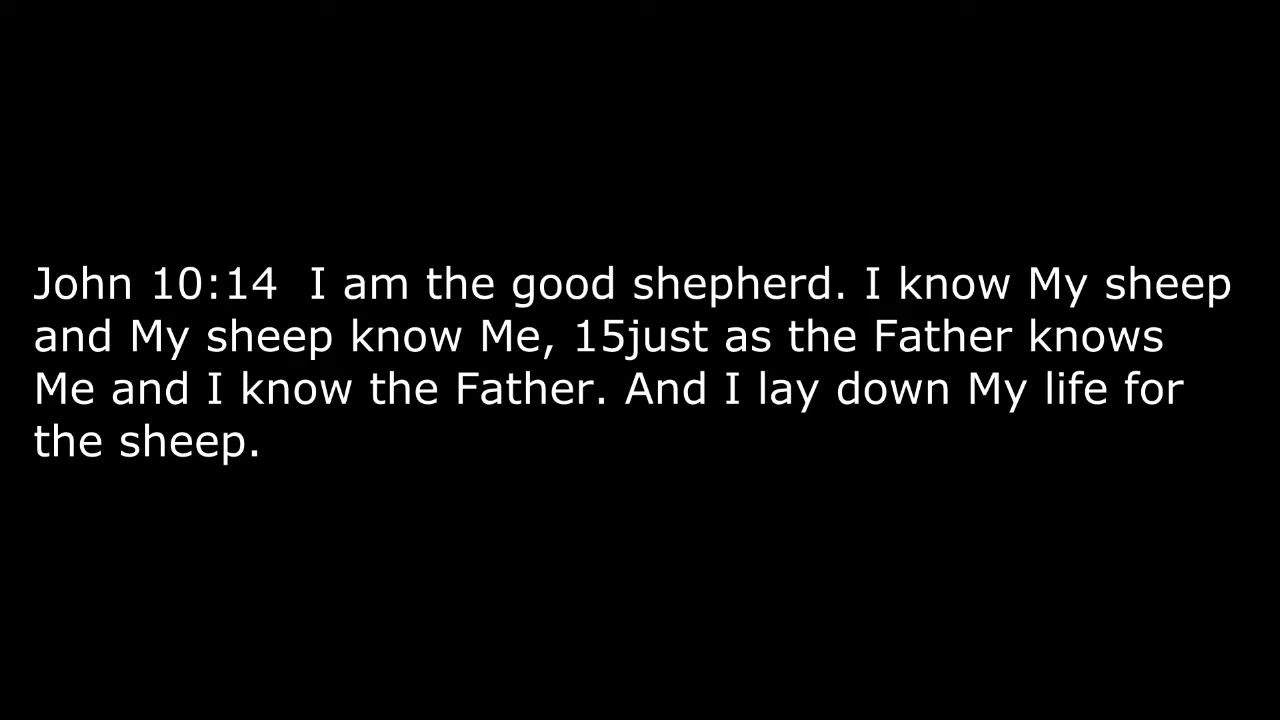 John 10:14  I am the good shepherd. I know My sheep
and My sheep know Me, 15just as the Father knows
Me and I know the Father. And I lay down My life for
the sheep.